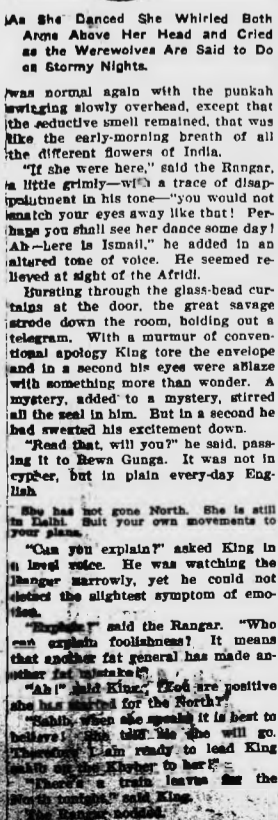 As She Danced She Whirled Both
Arms Above Her Head and Cried
as the Werewolves Are Said to Do
on Stormy Nights.
was normal again with the punkah
swinging slowly overhead, except that
the seductive smell remained, that was
like the early-morning breath of all
the different flowers of India.
"If she were here," said the Rangar,
a little grimly—with a trace of disap-
pointment in his tone—"you would not
snatch your eyes away like that! Per-
haps you shall see her dance some day!
Ah—here is Ismail," he added in an
altered tone of voice. He seemed re-
lieved at sight of the Afridi.
Bursting through the glass-bead cur-
tains at the door, the great savage
strode down the room, holding out a
telegram. With a murmur of conven-
tional apology King tore the envelope
and in a second his eyes were ablaze
with something more than wonder. A
mystery, added to a mystery, stirred
all the zeal in him. But in a second he
had sweated his excitement down.
"Read that, will you?" he said, pass-
ing it to Rewa Gunga. It was not in
cypher, but in plain every-day Eng-
lish
She has not gone North. She is still
in Delhi. Suit your own movements to
your plans.
"Can you explain?" asked King in
a level voice. He was watching the
Rangar narrowly, yet he could not
detect the slightest symptom of emo-
tion.
"Explain?" said the Rangar. "Who
can explain foolishness? It means
that another fat general has made an-
other fat mistake!"
"Ah!" said King. "You are positive
she has started for the North?"
"Sahib, when she speaks it is best to
believe! She told me she will go.
Therefore I am ready to lead King
sahib up the Khyber to her!"
"There's a train leaves for the
North tonight," said King.
The Rangar nodded.